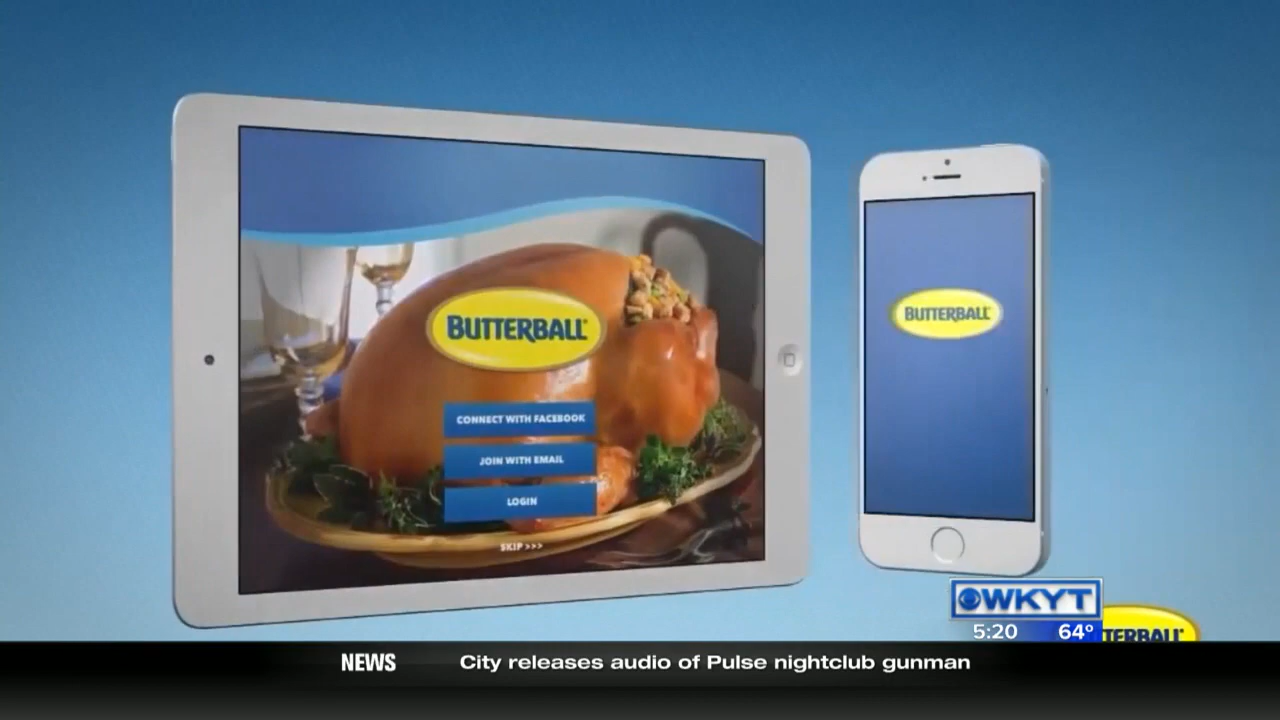 BUTTERBALL®
CONNECT WITH FACEBOOK
JOIN WITH EMAIL
LOGIN
SKIP >>>
BUTTERBALL®
WKYT
5:20 64°
TERBALL®
NEWS City releases audio of Pulse nightclub gunman